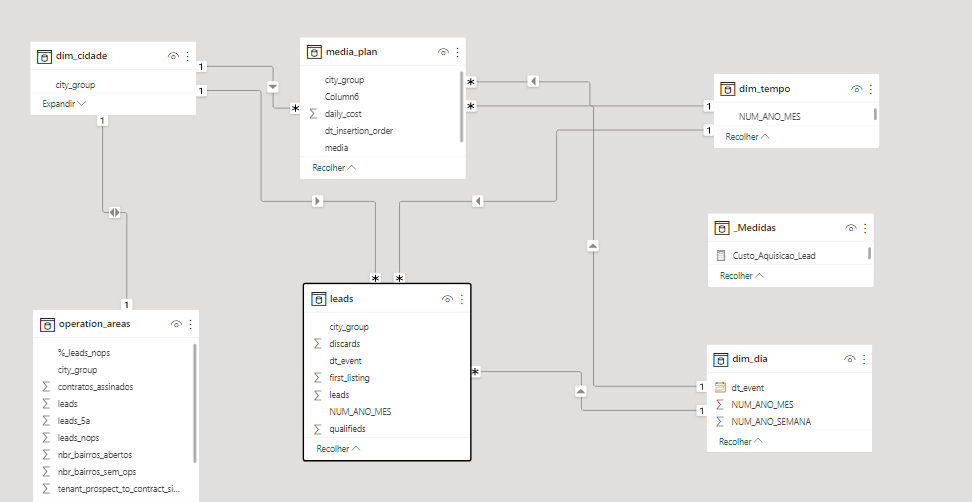 dim_cidade
city_group
Expandir
1
1
1
media_plan
city_group
Column6
daily_cost
dt_insertion_order
media
Recolher
*
*
*
dim_tempo
NUM_ANO_MES
Recolher
1
1
_Medidas
Custo_Aquisicao_Lead
Recolher
1
operation_areas
%_leads_nops
city_group
contratos_assinados
leads
leads_5a
leads_nops
nbr_bairros_abertos
nbr_bairros_sem_ops
tenant_prospect_to_contract_si...
*
*
leads
city_group
discards
dt_event
first_listing
leads
NUM_ANO_MES
qualifieds
Recolher
*
dim_dia
dt_event
NUM_ANO_MES
NUM_ANO_SEMANA
Recolher
1
1